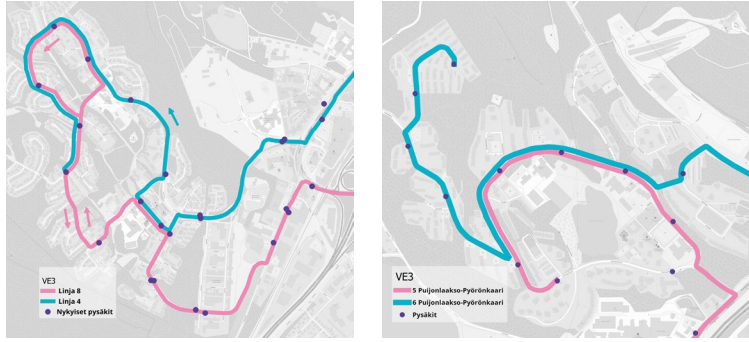 VE3
Linja 8
Linja 4
Nykyiset pysäkit
VE3
5 Puijonlaakso-Pyörönkaari
6 Puijonlaakso-Pyörönkaari
Pysäkit